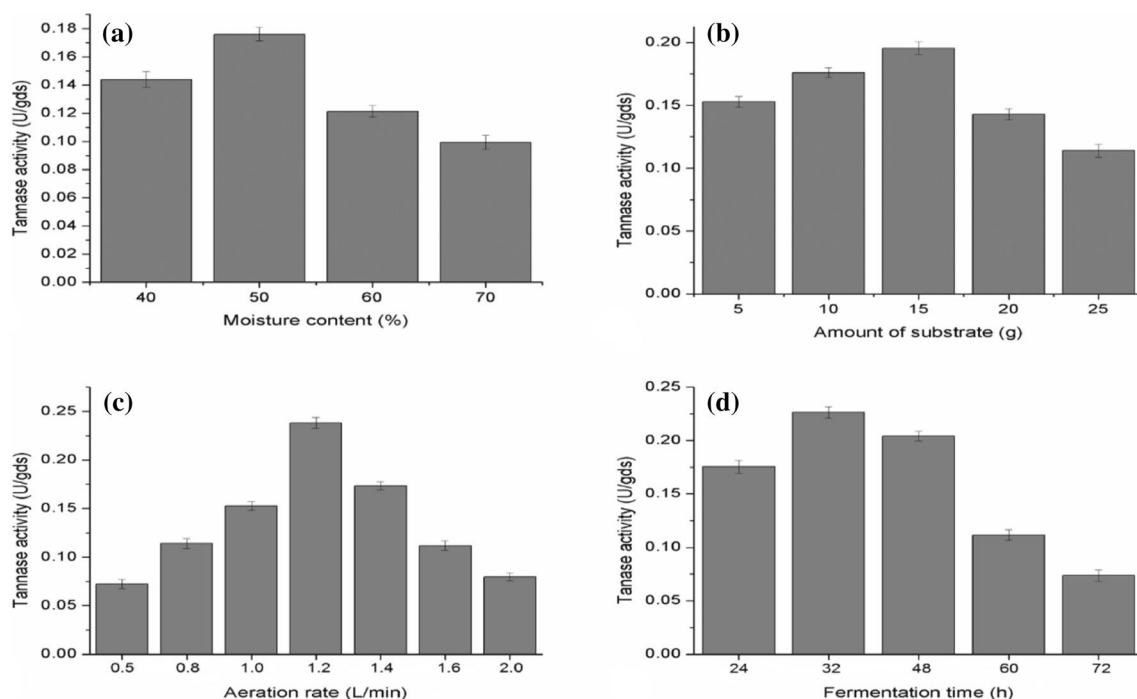 (a)
Tannase activity (U/gds)
0.18
0.16
0.14
0.12
0.10
0.08
0.06
0.04
0.02
0.00
40 50 60 70
Moisture content (%)
(b)
Tannase activity (U/gds)
0.20
0.15
0.10
0.05
0.00
5 10 15 20 25
Amount of substrate (g)
(c)
Tannase activity (U/gds)
0.25
0.20
0.15
0.10
0.05
0.00
0.5 0.8 1.0 1.2 1.4 1.6 2.0
Aeration rate (L/min)
(d)
Tanase activity (U/gds)
0.25
0.20
0.15
0.10
0.05
0.00
24 32 48 60 72
Fermentation time (h)